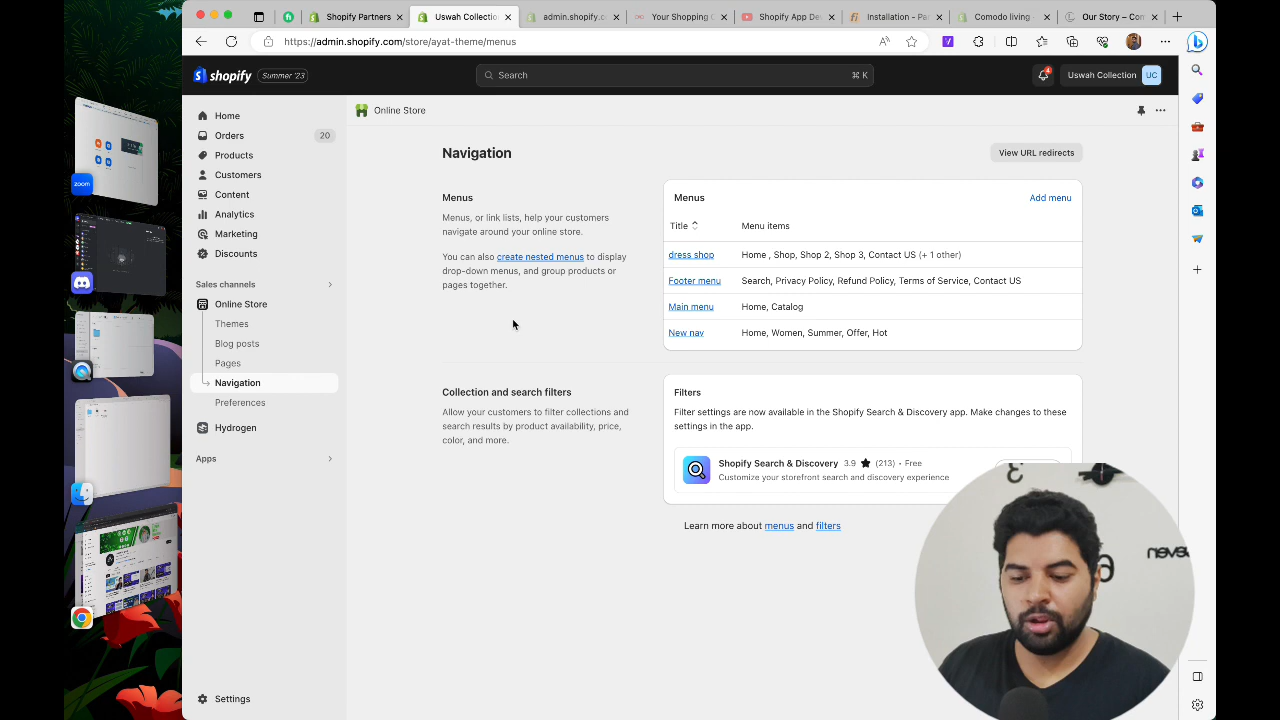 Shopify Partners
Uswah Collectio
admin.shopify.co
Your Shopping C
Shopify App De
Installation - Pa
Comodo living
Our Story – Com
https://admin.shopify.com/store/ayat-theme/menus
shopify
Summer '23
Search
⌘ K
4
Uswah Collection
UC
Home
Orders
20
Products
Customers
Content
Analytics
Marketing
Discounts
Sales channels
Online Store
Themes
Blog posts
Pages
Navigation
Preferences
Hydrogen
Apps
Settings
Online Store
Navigation
View URL redirects
Menus
Menus, or link lists, help your customers
navigate around your online store.
You can also create nested menus to display
drop-down menus, and group products or
pages together.
Menus
Add menu
Title
Menu items
dress shop
Home , Shop, Shop 2, Shop 3, Contact US (+ 1 other)
Footer menu
Search, Privacy Policy, Refund Policy, Terms of Service, Contact US
Main menu
Home, Catalog
New nav
Home, Women, Summer, Offer, Hot
Collection and search filters
Allow your customers to filter collections and
search results by product availability, price,
color, and more.
Filters
Filter settings are now available in the Shopify Search & Discovery app. Make changes to these
settings in the app.
Shopify Search & Discovery 3.9 ★ (213) • Free
Customize your storefront search and discovery experience
Learn more about menus and filters
zoom